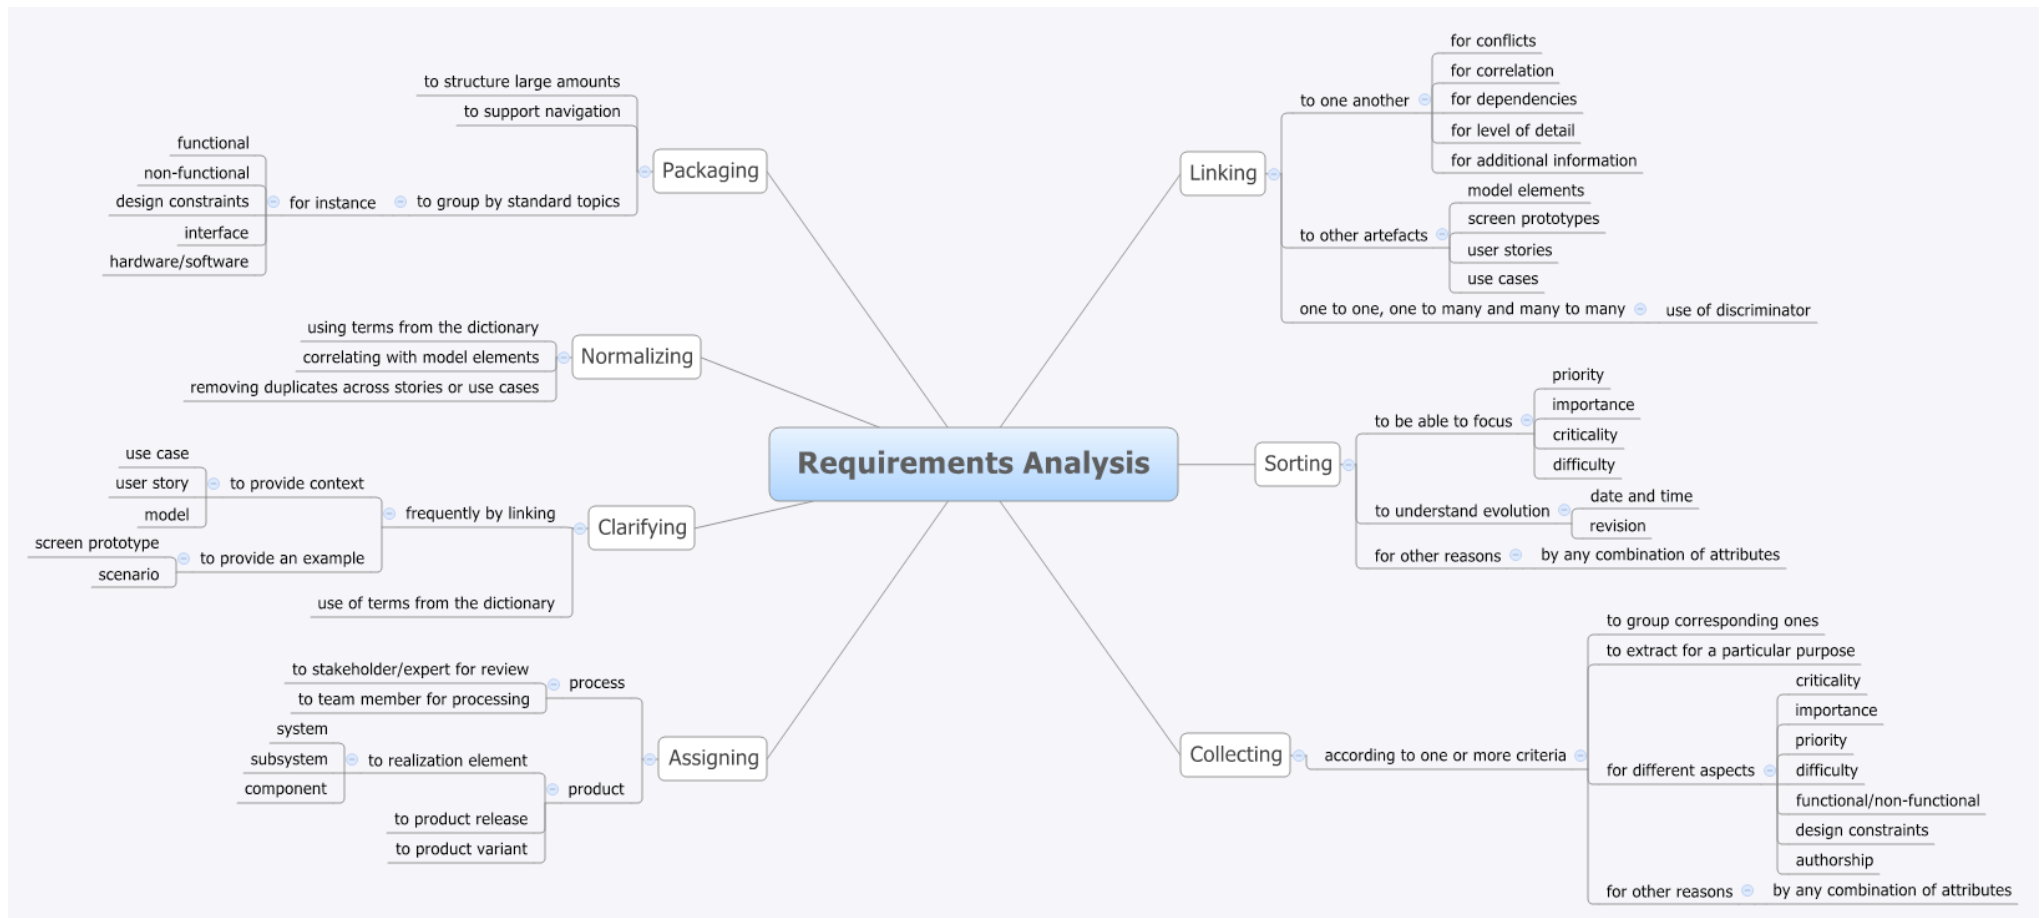 Requirements Analysis
Packaging
to structure large amounts
to support navigation
to group by standard topics
for instance
functional
non-functional
design constraints
interface
hardware/software
Normalizing
using terms from the dictionary
correlating with model elements
removing duplicates across stories or use cases
Clarifying
frequently by linking
to provide context
use case
user story
model
to provide an example
screen prototype
scenario
use of terms from the dictionary
Assigning
process
to stakeholder/expert for review
to team member for processing
product
to realization element
system
subsystem
component
to product release
to product variant
Linking
to one another
for conflicts
for correlation
for dependencies
for level of detail
for additional information
to other artefacts
model elements
screen prototypes
user stories
use cases
one to one, one to many and many to many
use of discriminator
Sorting
to be able to focus
priority
importance
criticality
difficulty
to understand evolution
date and time
revision
for other reasons
by any combination of attributes
Collecting
according to one or more criteria
to group corresponding ones
to extract for a particular purpose
for different aspects
criticality
importance
priority
difficulty
functional/non-functional
design constraints
authorship
for other reasons
by any combination of attributes